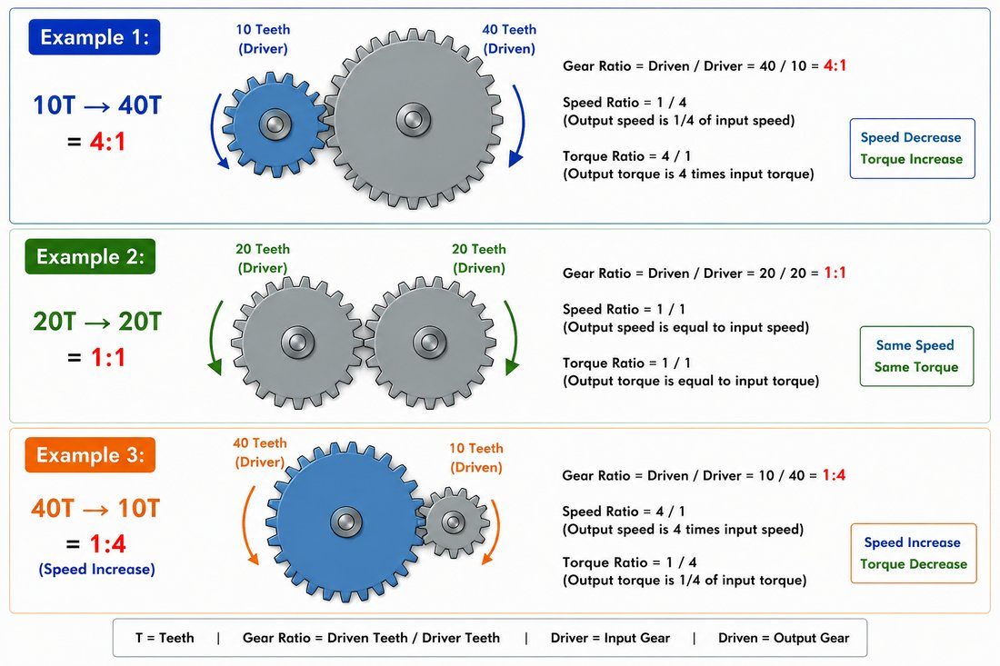 Example 1:
10T → 40T
= 4:1
10 Teeth
(Driver)
40 Teeth
(Driven)
Gear Ratio = Driven / Driver = 40 / 10 = 4:1
Speed Ratio = 1 / 4
(Output speed is 1/4 of input speed)
Torque Ratio = 4 / 1
(Output torque is 4 times input torque)
Speed Decrease
Torque Increase
Example 2:
20T → 20T
= 1:1
20 Teeth
(Driver)
20 Teeth
(Driven)
Gear Ratio = Driven / Driver = 20 / 20 = 1:1
Speed Ratio = 1 / 1
(Output speed is equal to input speed)
Torque Ratio = 1 / 1
(Output torque is equal to input torque)
Same Speed
Same Torque
Example 3:
40T → 10T
= 1:4
(Speed Increase)
40 Teeth
(Driver)
10 Teeth
(Driven)
Gear Ratio = Driven / Driver = 10 / 40 = 1:4
Speed Ratio = 4 / 1
(Output speed is 4 times input speed)
Torque Ratio = 1 / 4
(Output torque is 1/4 of input torque)
Speed Increase
Torque Decrease
T = Teeth | Gear Ratio = Driven Teeth / Driver Teeth | Driver = Input Gear | Driven = Output Gear